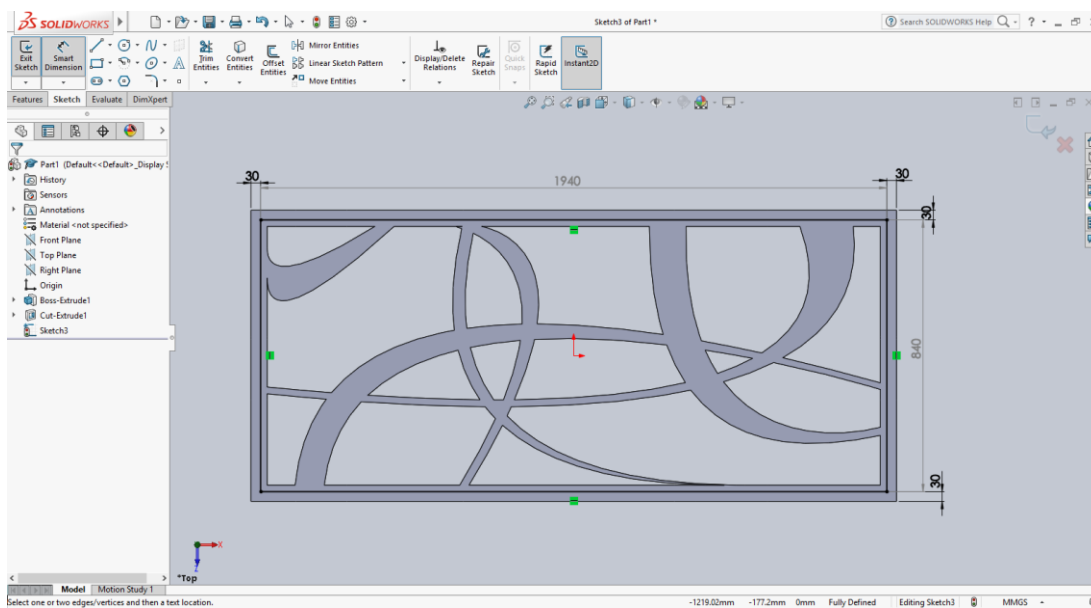 SOLIDWORKS
Sketch3 of Part1 *
Search SOLIDWORKS Help
Exit Sketch
Smart Dimension
Trim Entities
Convert Entities
Offset Entities
Mirror Entities
Linear Sketch Pattern
Move Entities
Display/Delete Relations
Repair Sketch
Quick Snaps
Rapid Sketch
Instant2D
Features Sketch Evaluate DimXpert
Part1 (Default<<Default>_Display
History
Sensors
Annotations
Material <not specified>
Front Plane
Top Plane
Right Plane
Origin
Boss-Extrude1
Cut-Extrude1
Sketch3
30
1940
30
30
840
30
X
*Top
Model Motion Study 1
Select one or two edges/vertices and then a text location.
-1219.02mm -177.2mm 0mm Fully Defined Editing Sketch3 MMGS